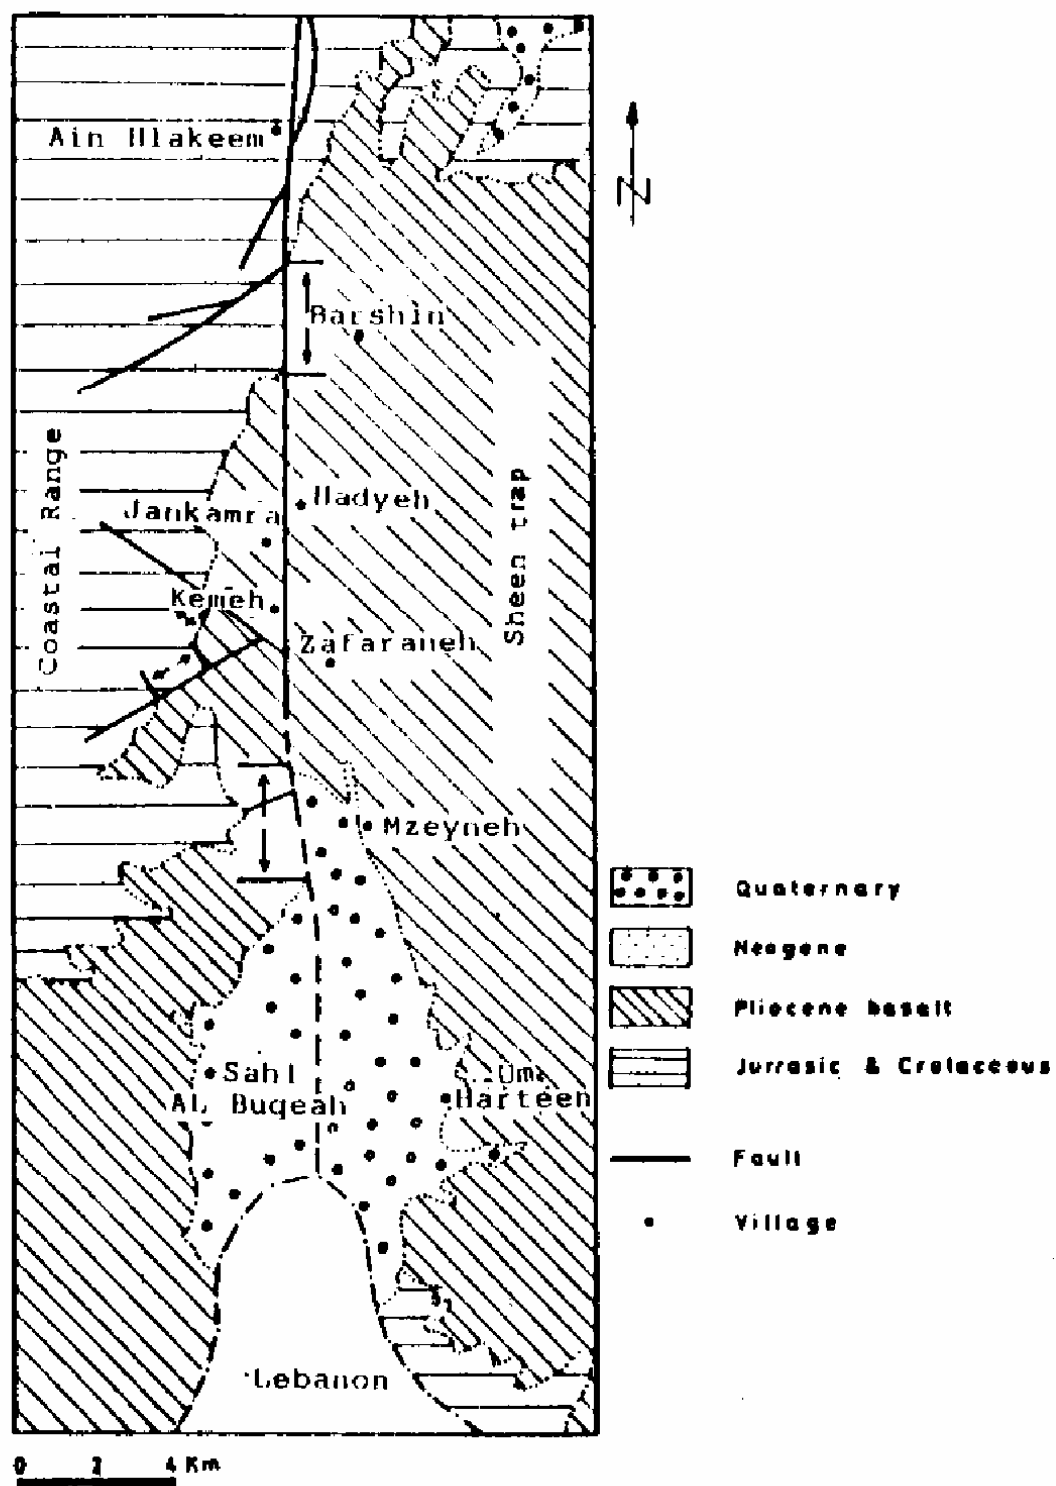 Ain Hlakeem
N
Barshin
Coastal Range
Hadyeh
Jankamra
Sheen trap
Kemeh
Zafaraneh
Mzeyneh
Quaternary
Neogene
Pliocene basalt
Jurrasic & Cretaceous
Sahl
AL Buqeah
Um
Harteen
Fault
Village
Lebanon
0 2 4 Km